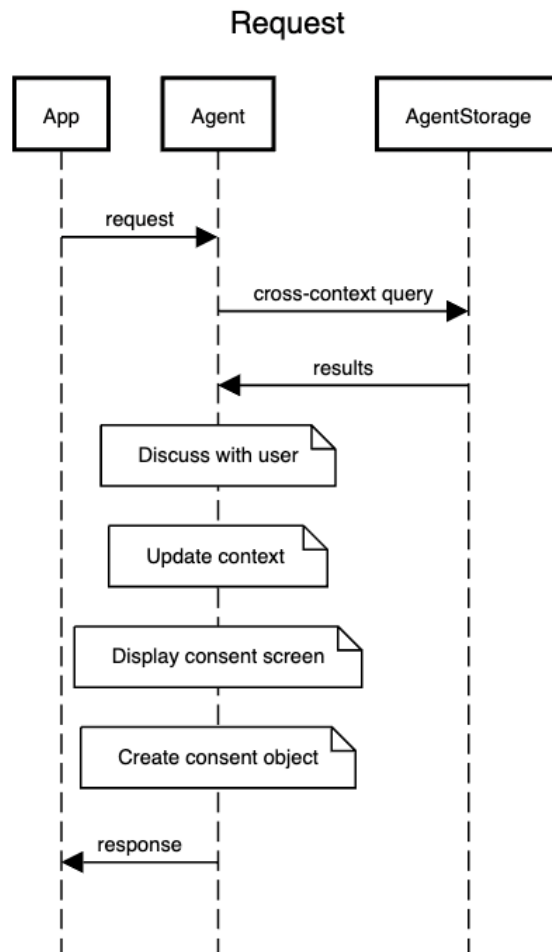 Request
App
Agent
AgentStorage
request
cross-context query
results
Discuss with user
Update context
Display consent screen
Create consent object
response